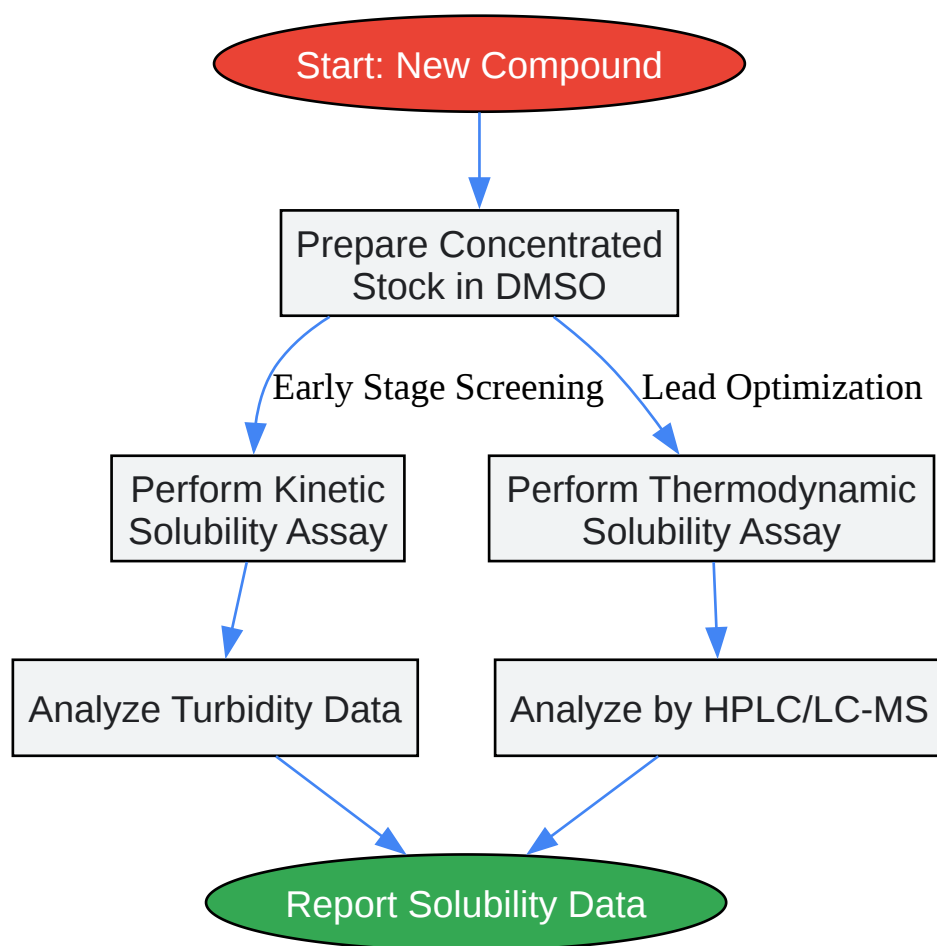 Start: New Compound
Prepare Concentrated
Stock in DMSO
Early Stage Screening
Lead Optimization
Perform Kinetic
Solubility Assay
Perform Thermodynamic
Solubility Assay
Analyze Turbidity Data
Analyze by HPLC/LC-MS
Report Solubility Data